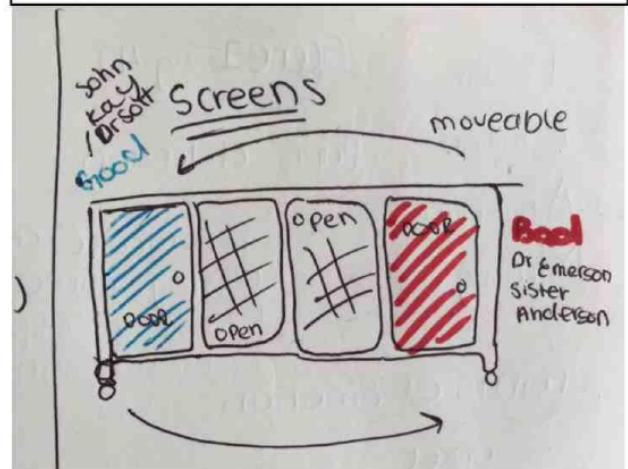 John
Kay
/ Dr Scott
Good
Screens
moveable
DOOR
open
open
DOOR
Bad
Dr Emerson
Sister
Anderson